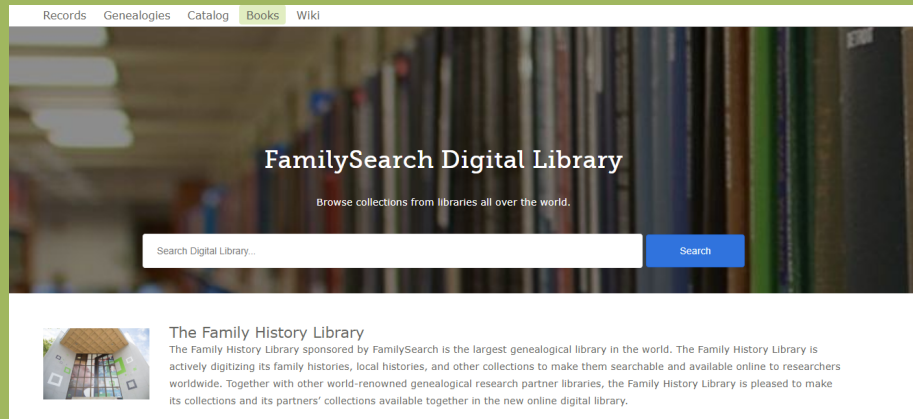 Records Genealogies Catalog Books Wiki
FamilySearch Digital Library
Browse collections from libraries all over the world.
Search Digital Library... Search
The Family History Library
The Family History Library sponsored by FamilySearch is the largest genealogical library in the world. The Family History Library is
actively digitizing its family histories, local histories, and other collections to make them searchable and available online to researchers
worldwide. Together with other world-renowned genealogical research partner libraries, the Family History Library is pleased to make
its collections and its partners' collections available together in the new online digital library.